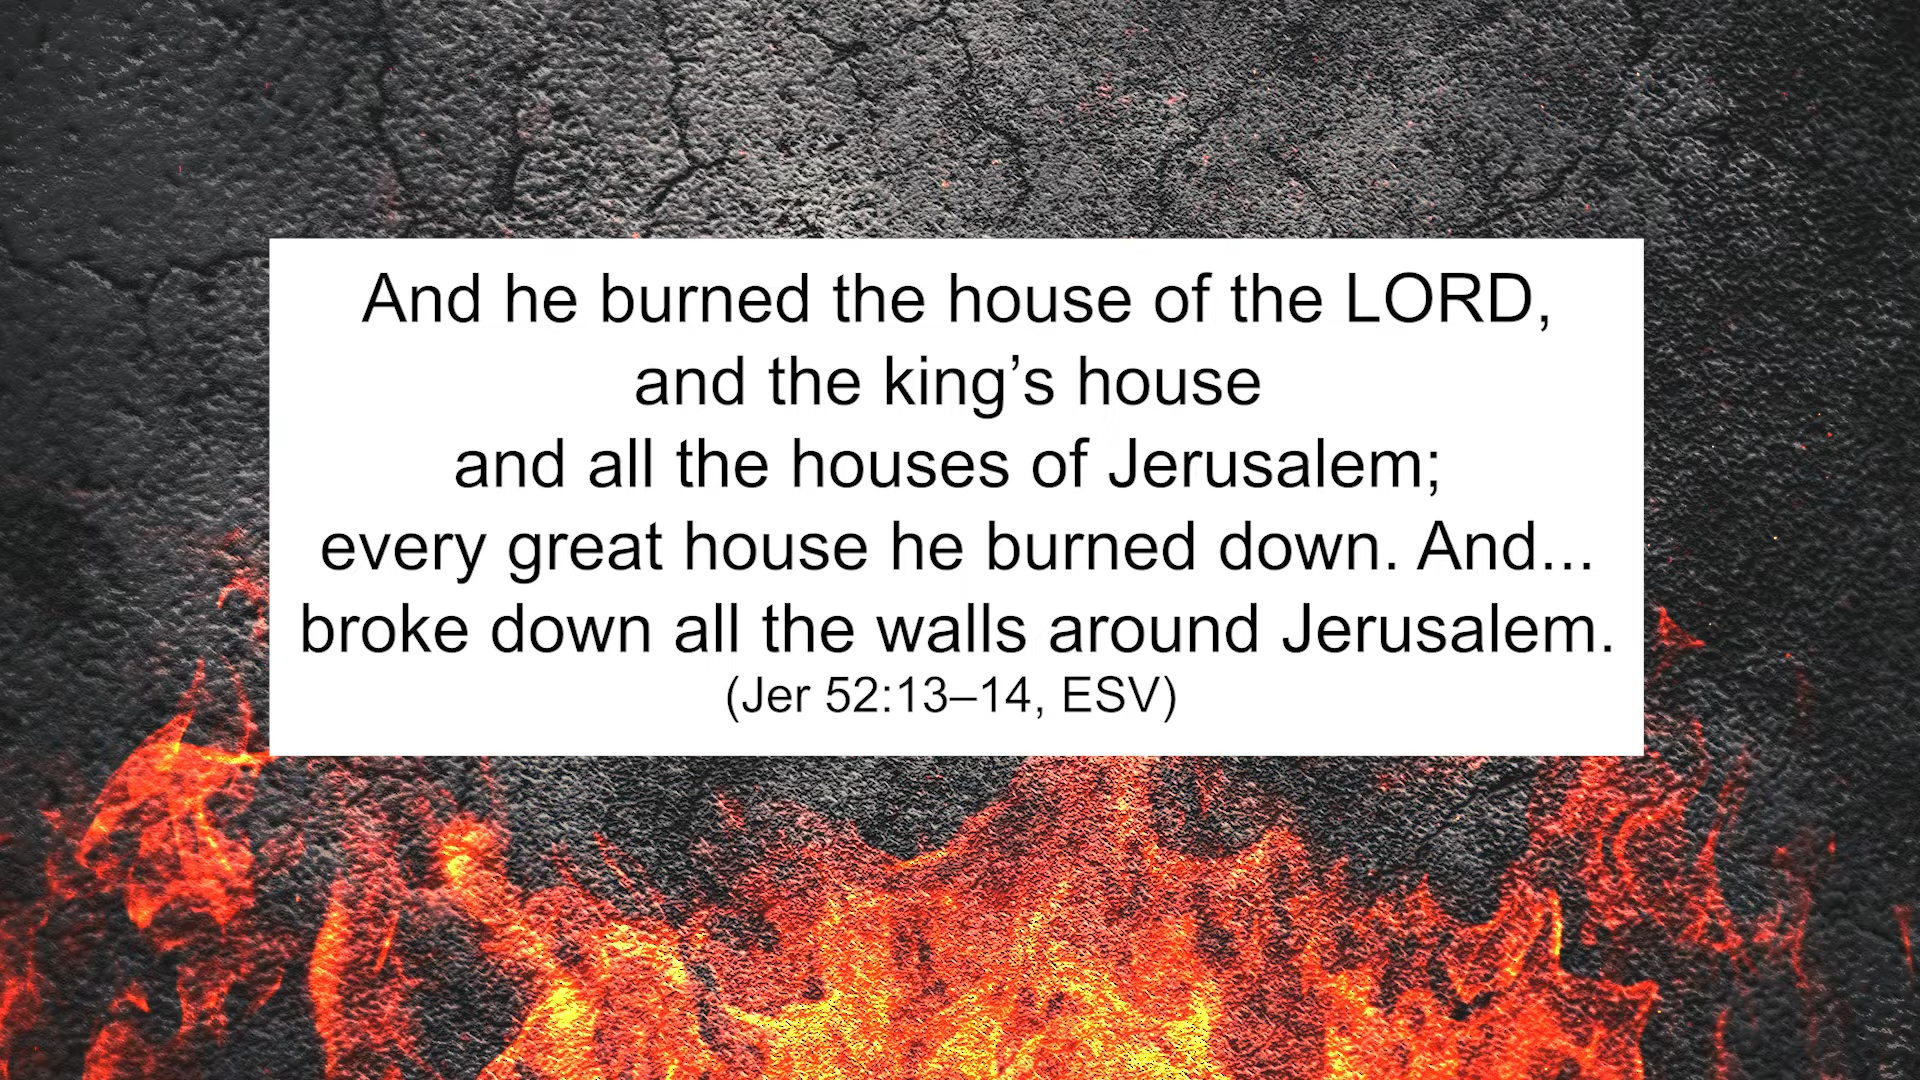 And he burned the house of the LORD,
and the king’s house
and all the houses of Jerusalem;
every great house he burned down. And...
broke down all the walls around Jerusalem.
(Jer 52:13–14, ESV)